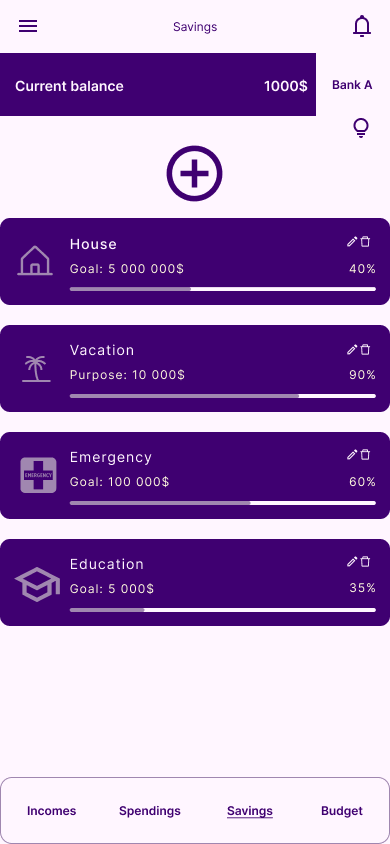 Savings
Current balance 1000$ Bank A
House
Goal: 5 000 000$ 40%
Vacation
Purpose: 10 000$ 90%
Emergency
EMERGENCY
Goal: 100 000$ 60%
Education
Goal: 5 000$ 35%
Incomes Spendings Savings Budget